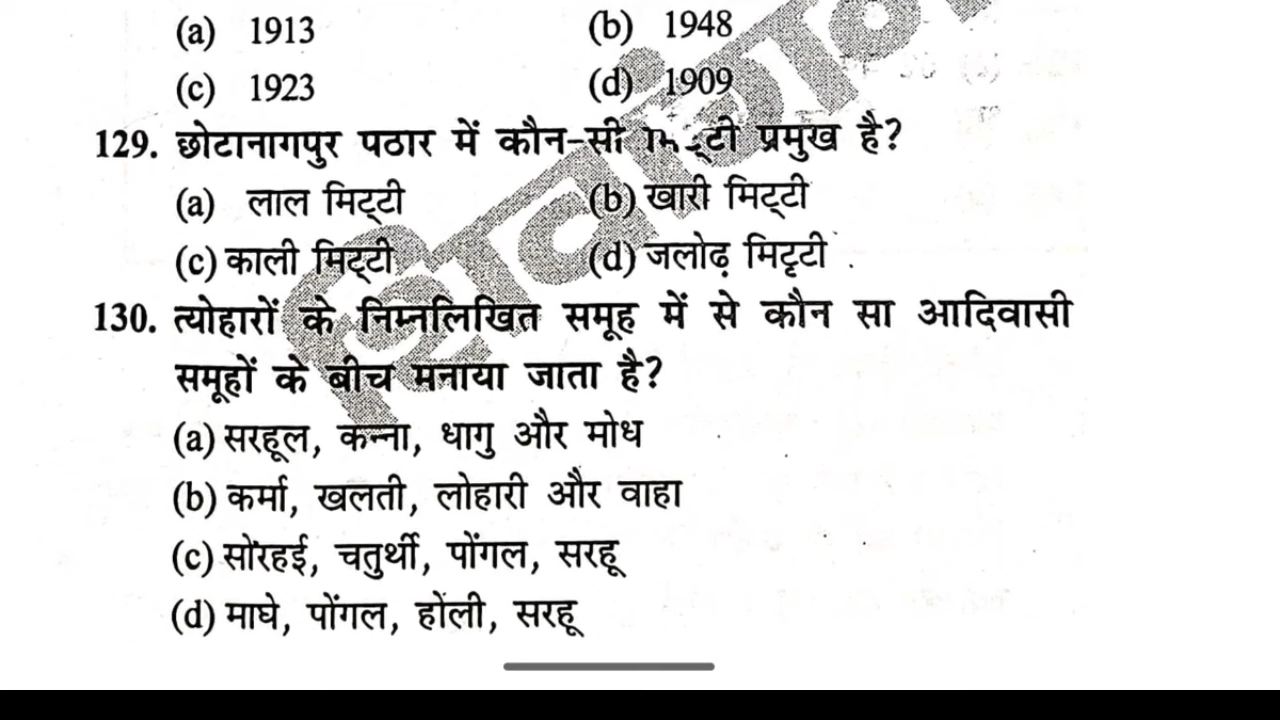 (a) 1913 (b) 1948
(c) 1923 (d) 1909
129. छोटानागपुर पठार में कौन-सी प्रमुख है?
(a) लाल मिट्टी (b) खारी मिट्टी
(c) काली मिट्टी (d) जलोढ़ मिट्टी
130. त्योहारों के निम्नलिखित समूह में से कौन सा आदिवासी
समूहों के बीच मनाया जाता है?
(a) सरहूल, कन्ना, धागु और मोध
(b) कर्मा, खलती, लोहारी और वाहा
(c) सोंरहई, चतुर्थी, पोंगल, सरहू
(d) माघे, पोंगल, होली, सरहू